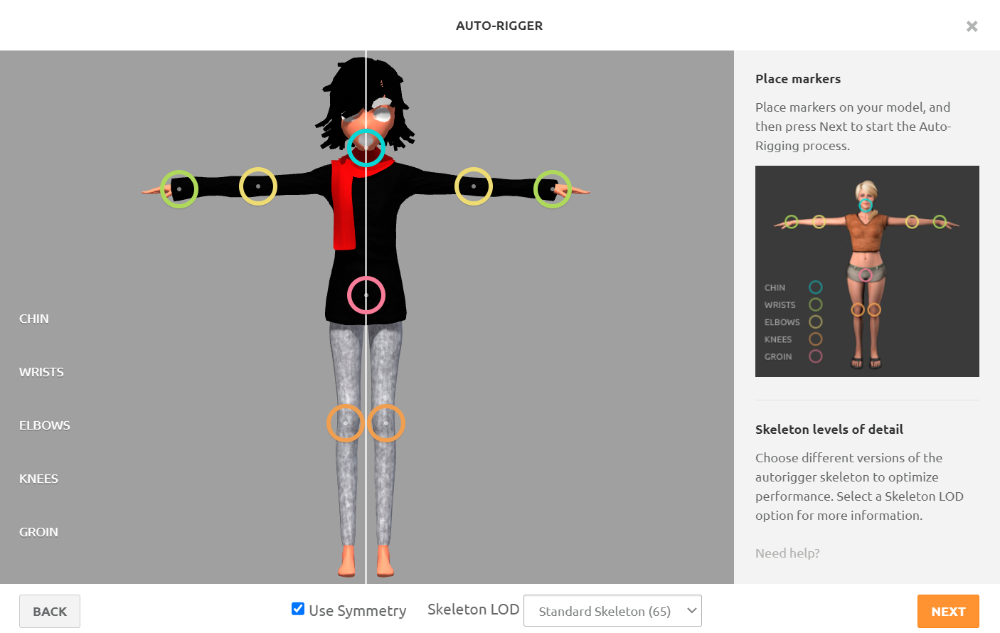 AUTO-RIGGER
Place markers
Place markers on your model, and
then press Next to start the Auto-
Rigging process.
CHIN
WRISTS
ELBOWS
KNEES
GROIN
CHIN
WRISTS
ELBOWS
KNEES
GROIN
Skeleton levels of detail
Choose different versions of the
autorigger skeleton to optimize
performance. Select a Skeleton LOD
option for more information.
Need help?
BACK
Use Symmetry
Skeleton LOD
Standard Skeleton (65)
NEXT